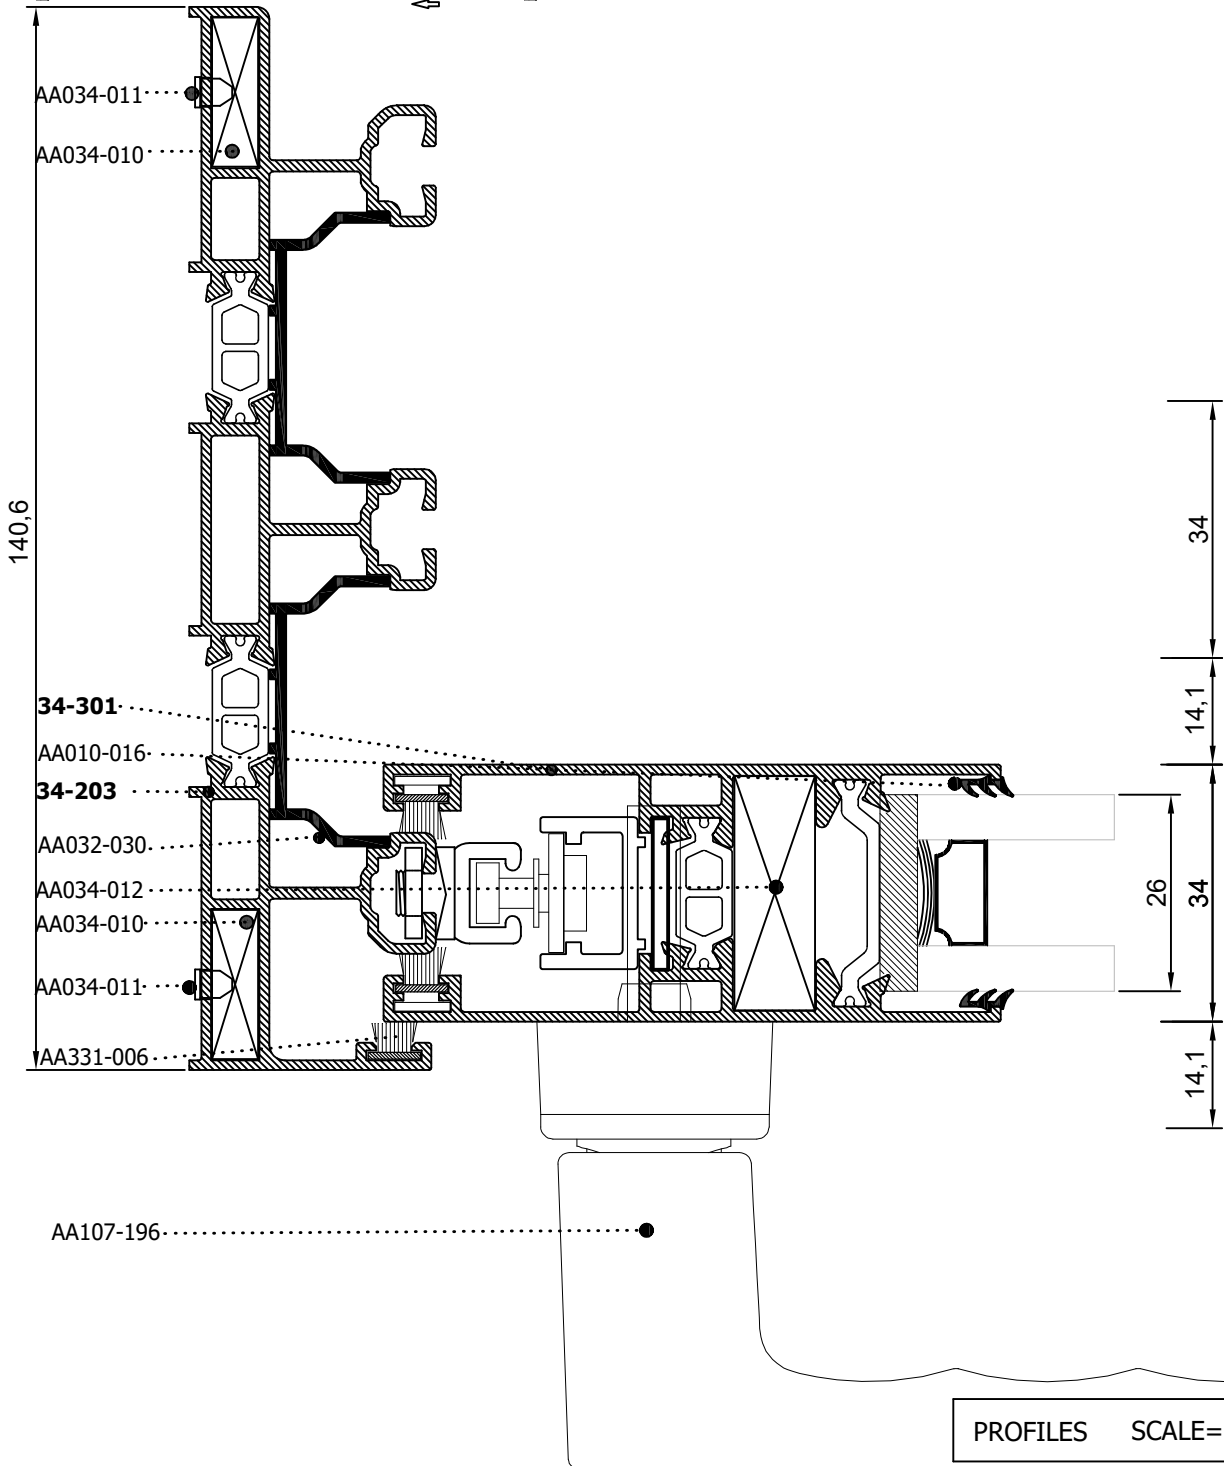 AA034-011
AA034-010
140,6
34
14,1
34-301
AA010-016
34-203
AA032-030
AA034-012
AA034-010
AA034-011
AA331-006
26
34
14,1
AA107-196
PROFILES SCALE=